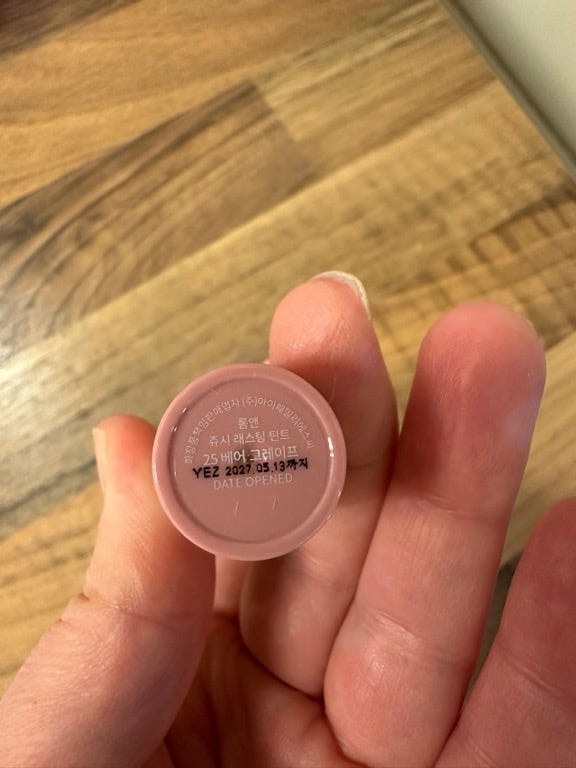 화장품책임판매업자 (주)아이패밀리에스씨
롬앤
쥬시 래스팅 틴트
25 베어 그레이프
YEZ 2027.05.13까지
DATE OPENED
/ /